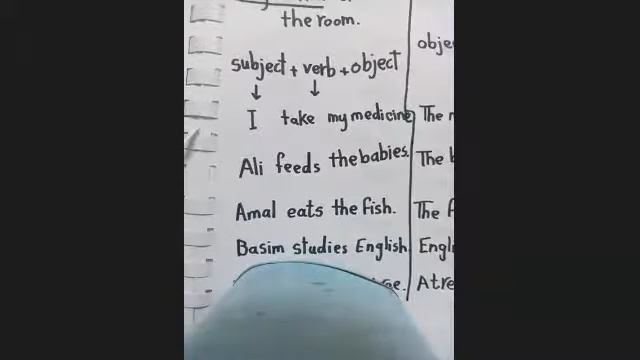 the room.
subject + verb + object
I take my medicine
Ali feeds the babies.
Amal eats the fish.
Basim studies English
obje
The
The
The
Engl
Atre